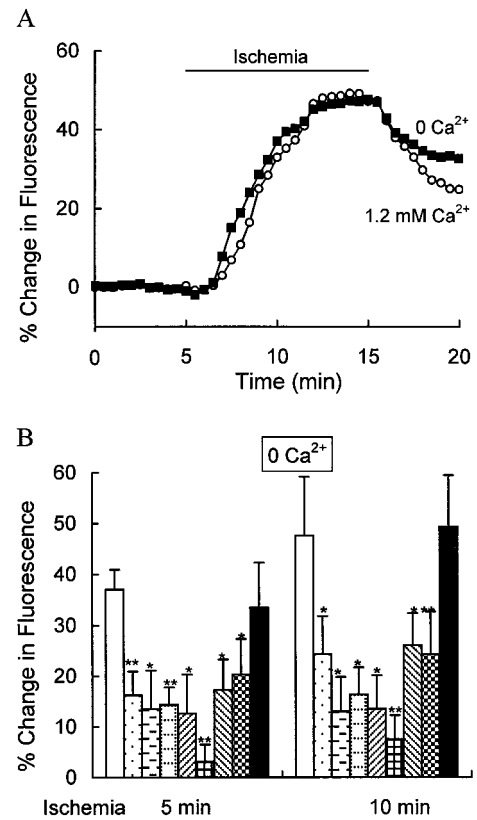 A
60
40
20
0
% Change in Fluorescence
Ischemia
0 Ca²⁺
1.2 mM Ca²⁺
0 5 10 15 20
Time (min)
B
0 Ca²⁺
60
50
40
30
20
10
0
% Change in Fluorescence
** * ** * ** * *
* * * * ** * **
Ischemia 5 min 10 min